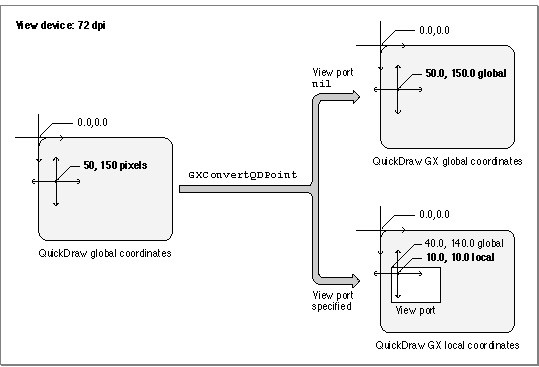 View device: 72 dpi
0.0,0.0
50, 150 pixels
QuickDraw global coordinates
GXConvertQDPoint
View port
nil
0.0,0.0
50.0, 150.0 global
QuickDraw GX global coordinates
View port
specified
0.0,0.0
40.0, 140.0 global
10.0, 10.0 local
View port
QuickDraw GX local coordinates